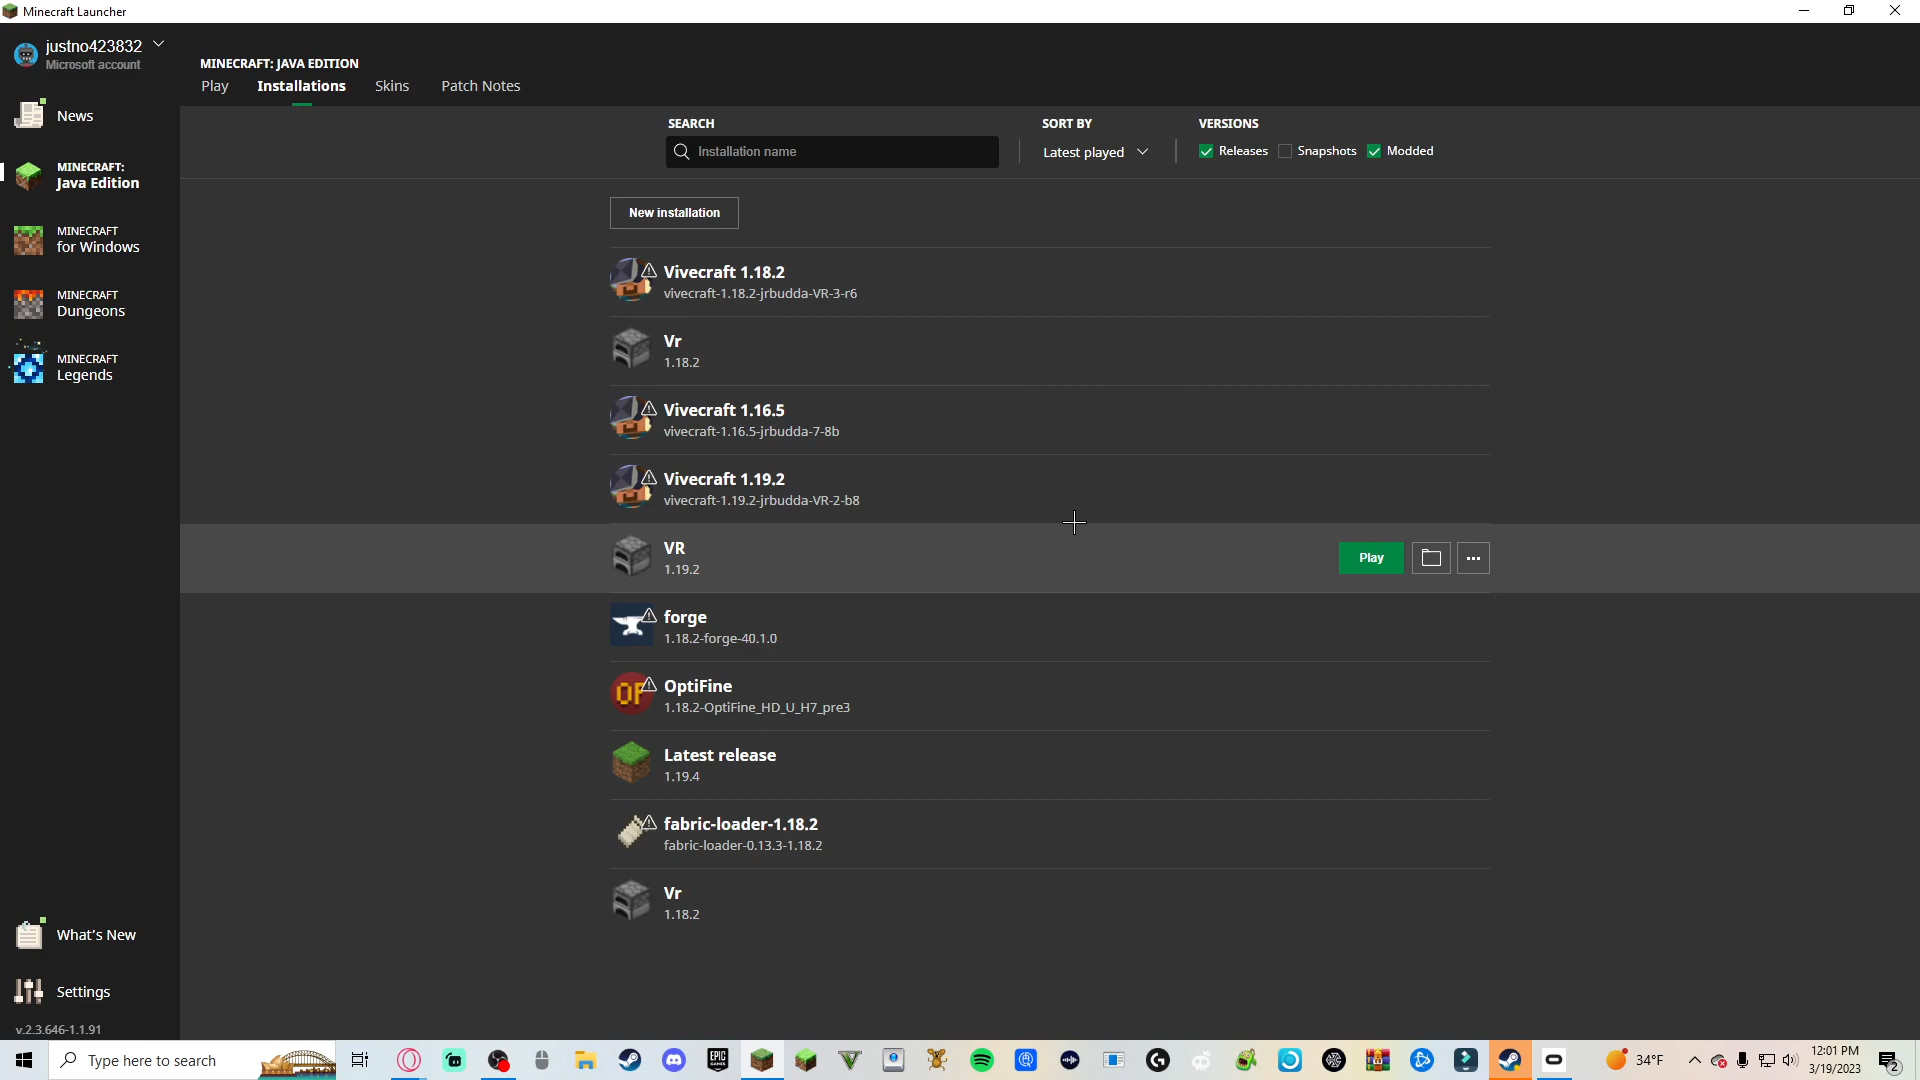 Minecraft Launcher
justno423832
Microsoft account
MINECRAFT: JAVA EDITION
Play Installations Skins Patch Notes
News
MINECRAFT:
Java Edition
MINECRAFT
for Windows
MINECRAFT
Dungeons
MINECRAFT
Legends
What's New
Settings
v.2.3.646-1.1.91
SEARCH
Installation name
SORT BY
Latest played
VERSIONS
Releases Snapshots Modded
New installation
Vivecraft 1.18.2
vivecraft-1.18.2-jrbudda-VR-3-r6
Vr
1.18.2
Vivecraft 1.16.5
vivecraft-1.16.5-jrbudda-7-8b
Vivecraft 1.19.2
vivecraft-1.19.2-jrbudda-VR-2-b8
VR
1.19.2
Play
forge
1.18.2-forge-40.1.0
OF
OptiFine
1.18.2-OptiFine_HD_U_H7_pre3
Latest release
1.19.4
fabric-loader-1.18.2
fabric-loader-0.13.3-1.18.2
Vr
1.18.2
Type here to search
EPIC
GAMES
34°F
12:01 PM
3/19/2023
2